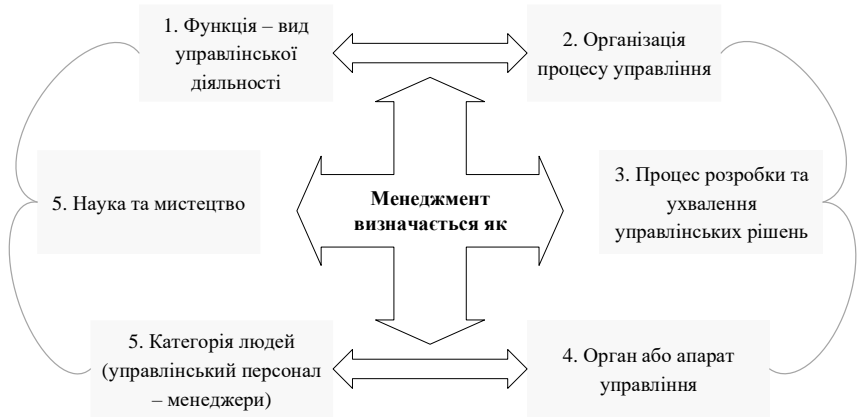 1. Функція – вид
управлінської
діяльності
2. Організація
процесу управління
5. Наука та мистецтво
Менеджмент
визначається як
3. Процес розробки та
ухвалення
управлінських рішень
5. Категорія людей
(управлінський персонал
– менеджери)
4. Орган або апарат
управління